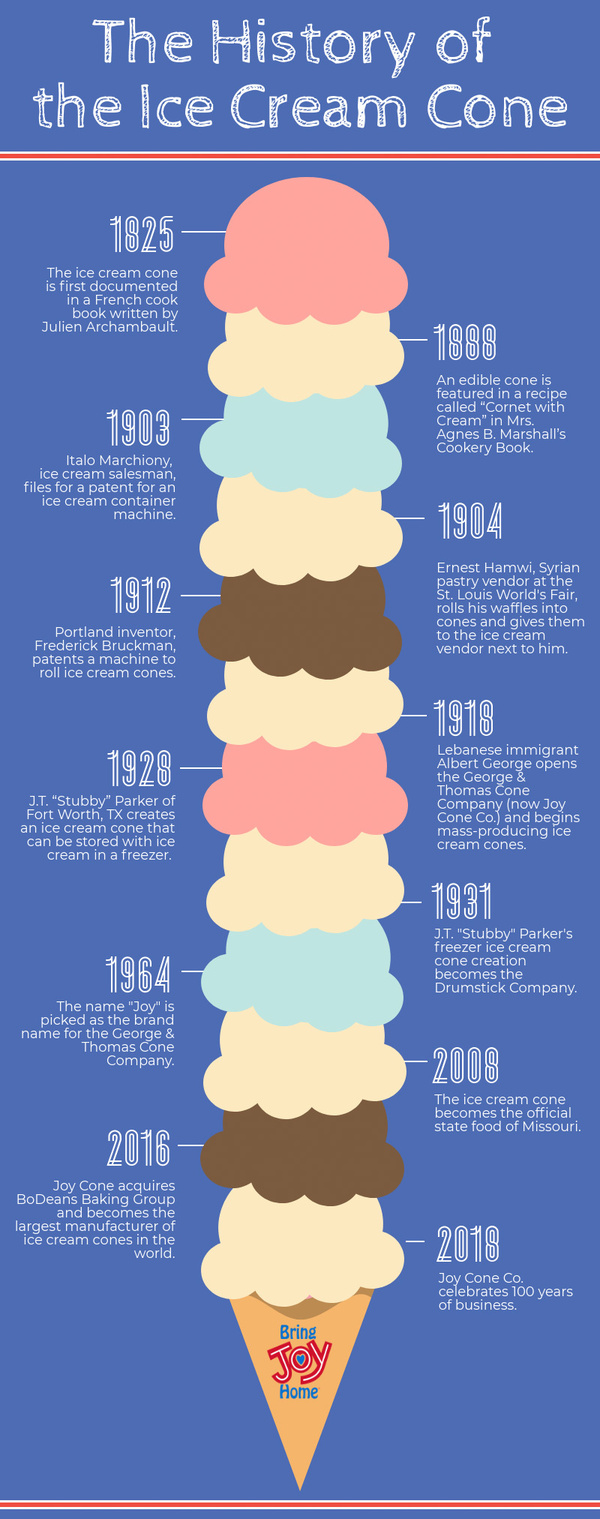 The History of
the Ice Cream Cone
1825
The ice cream cone
is first documented
in a French cook
book written by
Julien Archambault.
1888
An edible cone is
featured in a recipe
called “Cornet with
Cream” in Mrs.
Agnes B. Marshall’s
Cookery Book.
1903
Italo Marchiony,
ice cream salesman,
files for a patent for an
ice cream container
machine.
1904
Ernest Hamwi, Syrian
pastry vendor at the
St. Louis World's Fair,
rolls his waffles into
cones and gives them
to the ice cream
vendor next to him.
1912
Portland inventor,
Frederick Bruckman,
patents a machine to
roll ice cream cones.
1918
Lebanese immigrant
Albert George opens
the George &
Thomas Cone
Company (now Joy
Cone Co.) and begins
mass-producing ice
cream cones.
1928
J.T. “Stubby” Parker of
Fort Worth, TX creates
an ice cream cone that
can be stored with ice
cream in a freezer.
1931
J.T. "Stubby" Parker's
freezer ice cream
cone creation
becomes the
Drumstick Company.
1964
The name "Joy" is
picked as the brand
name for the George &
Thomas Cone
Company.
2008
The ice cream cone
becomes the official
state food of Missouri.
2016
Joy Cone acquires
BoDeans Baking Group
and becomes the
largest manufacturer of
ice cream cones in the
world.
2018
Joy Cone Co.
celebrates 100 years
of business.
Bring
Joy
Home